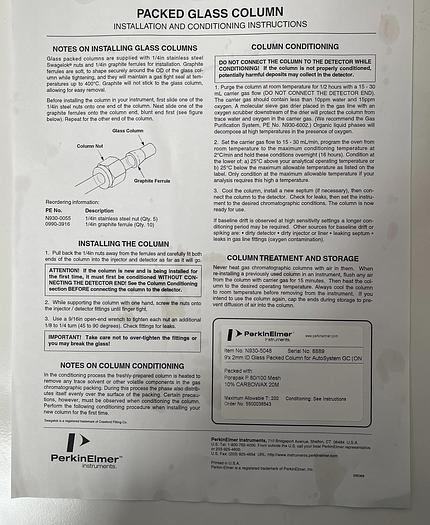 PACKED GLASS COLUMN
INSTALLATION AND CONDITIONING INSTRUCTIONS
NOTES ON INSTALLING GLASS COLUMNS
Glass packed columns are supplied with 1/4in stainless steel
Swagelok® nuts and 1/4in graphite ferrules for installation. Graphite
ferrules are soft, to shape securely around the OD of the glass col-
umn while tightening, and they will maintain a gas tight seal at tem-
peratures up to 400°C. Graphite will not stick to the glass column,
allowing for easy removal.
Before installing the column in your instrument, first slide one of the
1/4in steel nuts onto one end of the column. Next slide one of the
graphite ferrules onto the column end, blunt end first (see figure
below). Repeat for the other end of the column.
Glass Column
Column Nut
Graphite Ferrule
Reordering information:
PE No. Description
N930-0055 1/4in stainless steel nut (Qty. 5)
0990-3916 1/4in graphite ferrule (Qty. 10)
INSTALLING THE COLUMN
1. Pull back the 1/4in nuts away from the ferrules and carefully fit both
ends of the column into the injector and detector as far as it will go.
ATTENTION! If the column is new and is being installed for
the first time, it must first be conditioned WITHOUT CON-
NECTING THE DETECTOR END! See the Column Conditioning
section BEFORE connecting the column to the detector.
2. While supporting the column with one hand, screw the nuts onto
the injector / detector fittings until finger tight.
3. Use a 9/16in open-end wrench to tighten each nut an additional
1/8 to 1/4 turn (45 to 90 degrees). Check fittings for leaks.
IMPORTANT! Take care not to over-tighten the fittings or
you may break the glass!
NOTES ON COLUMN CONDITIONING
In the conditioning process the freshly-prepared column is heated to
remove any trace solvent or other volatile components in the gas
chromatographic packing. During this process the phase also distrib-
utes itself evenly over the surface of the packing. Certain precau-
tions, however, must be observed when conditioning the column.
Perform the following conditioning procedure when installing your
new column for the first time.
Swagelok is a registered trademark of Crawford Fitting Co.
PerkinElmer™
instruments.
COLUMN CONDITIONING
DO NOT CONNECT THE COLUMN TO THE DETECTOR WHILE
CONDITIONING! If the column is not properly conditioned,
potentially harmful deposits may collect in the detector.
1. Purge the column at room temperature for 1/2 hours with a 15 - 30
mL carrier gas flow (DO NOT CONNECT THE DETECTOR END).
The carrier gas should contain less than 10ppm water and 15ppm
oxygen. A molecular sieve gas drier placed in the gas line with an
oxygen scrubber downstream of the drier will protect the column from
trace water and oxygen in the carrier gas. (We recommend the Gas
Purification System, PE No. N930-6002.) Organic liquid phases will
decompose at high temperatures in the presence of oxygen.
2. Set the carrier gas to 15 - 30 mL/min, program the oven from
room temperature to the maximum conditioning temperature at
2°C/min and hold these conditions overnight (16 hours). Condition at
the lower of: a) 25°C above your analytical operating temperature or
b) 25°C below the maximum allowable temperature as listed on the
label. Only condition at the maximum allowable temperature if your
analysis requires this high a temperature.
3. Cool the column, install a new septum (if necessary), then con-
nect the column to the detector. Check for leaks, then set the instru-
ment to the desired chromatographic conditions. The column is now
ready for use.
If baseline drift is observed at high sensitivity settings a longer con-
ditioning period may be required. Other sources for baseline drift or
spiking are: • dirty detector • dirty injector or liner • leaking septum •
leaks in gas line fittings (oxygen contamination).
COLUMN TREATMENT AND STORAGE
Never heat gas chromatographic columns with air in them. When
re-installing a previously used column in an instrument, flush any air
from the column with carrier gas for 15 minutes. Then heat the col-
umn to the desired operating temperature. Always cool the column
to room temperature before removing from the instrument. If you
intend to use the column again, cap the ends during storage to pre-
vent diffusion of air into the column.
PerkinElmer™
instruments.
www.perkinelmer.com
Item No: N930-5048 Serial No: 8889
9'x 2mm ID Glass Packed Column for AutoSystem GC (ON
Packed with:
Porapak P 80/100 Mesh
10% CARBOWAX 20M
Maximum Allowable T: 200 Conditioning: See Instructions
PerkinElmer Instruments, 710 Bridgeport Avenue, Shelton, CT 06484 U.S.A.
Printed in U.S.A.